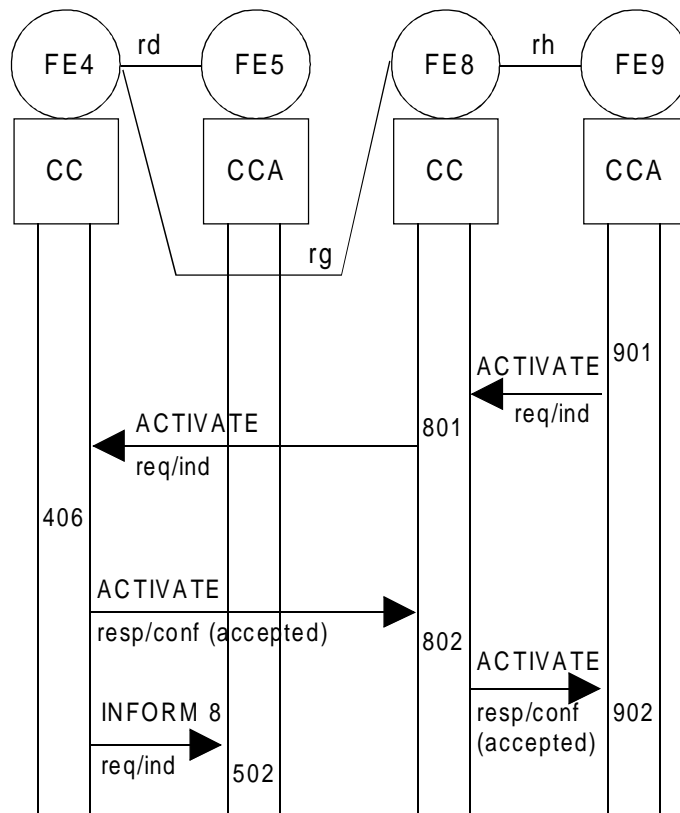 FE4 rd FE5 FE8 rh FE9
CC CCA CC CCA
rg
901
ACTIVATE
req/ind
ACTIVATE 801
req/ind
406
ACTIVATE
resp/conf (accepted) 802
ACTIVATE
INFORM 8 resp/conf 902
req/ind (accepted)
502